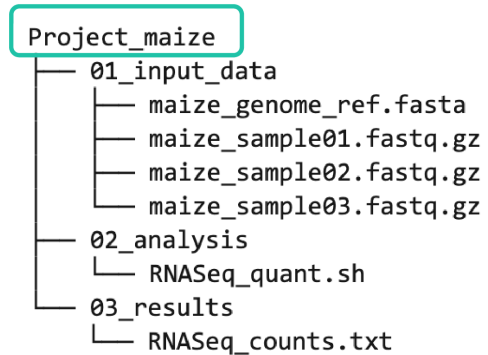 Project_maize
├── 01_input_data
│   ├── maize_genome_ref.fasta
│   ├── maize_sample01.fastq.gz
│   ├── maize_sample02.fastq.gz
│   └── maize_sample03.fastq.gz
├── 02_analysis
│   └── RNASeq_quant.sh
└── 03_results
    └── RNASeq_counts.txt